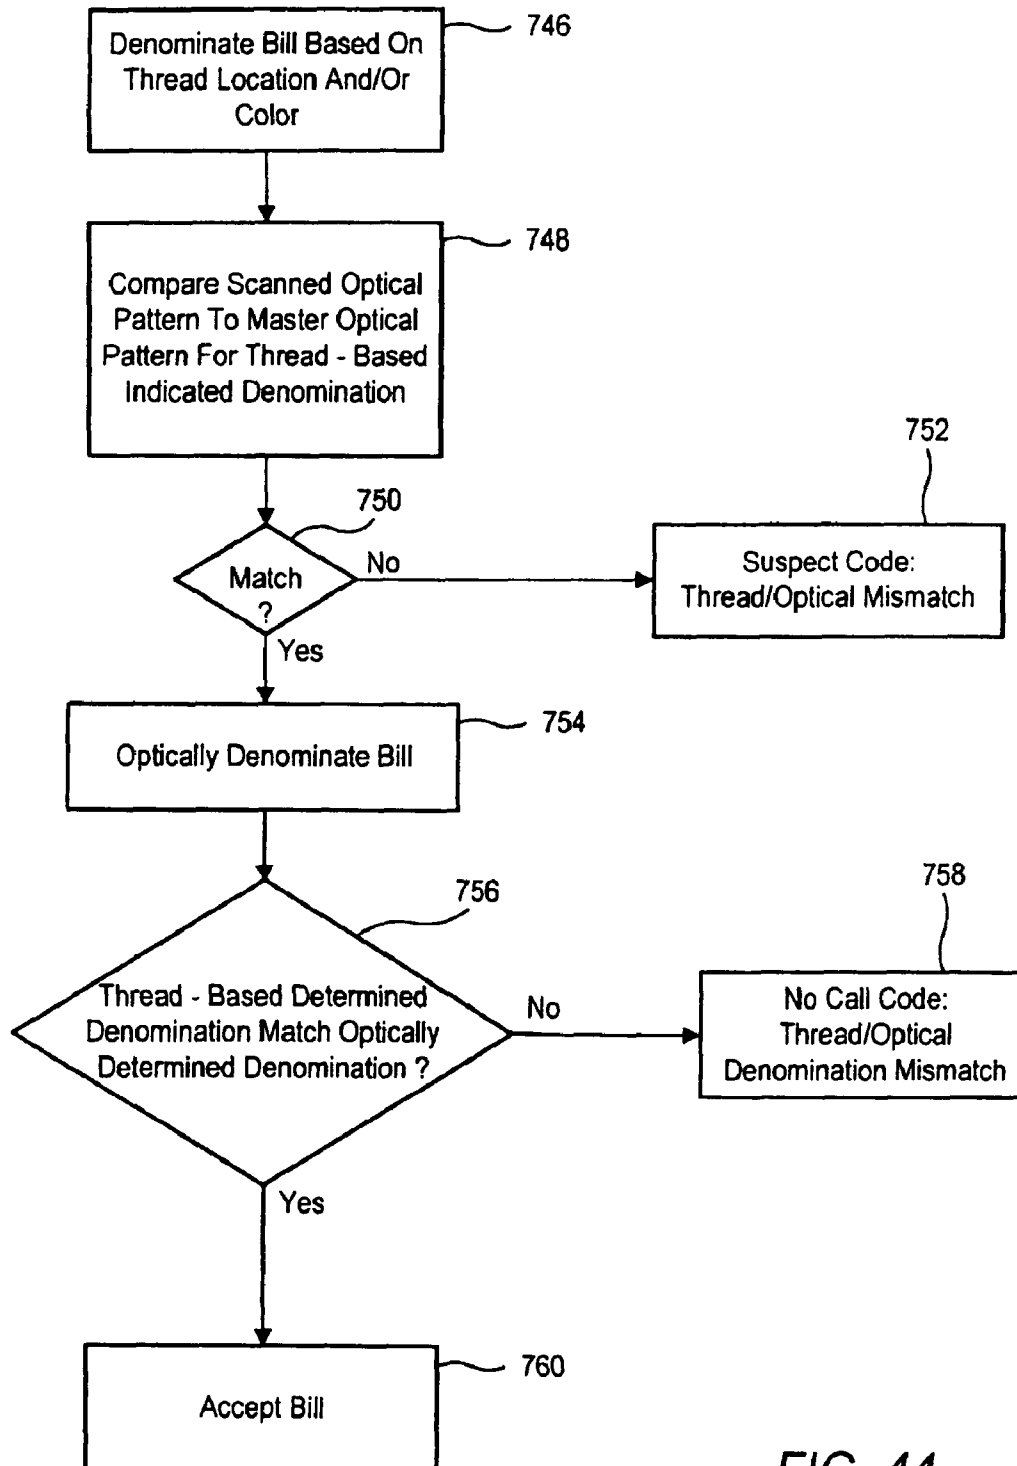 Denominate Bill Based On
Thread Location And/Or
Color
746
Compare Scanned Optical
Pattern To Master Optical
Pattern For Thread - Based
Indicated Denomination
748
750
Match
?
No
Yes
752
Suspect Code:
Thread/Optical Mismatch
Optically Denominate Bill
754
756
Thread - Based Determined
Denomination Match Optically
Determined Denomination ?
No
Yes
758
No Call Code:
Thread/Optical
Denomination Mismatch
Accept Bill
760
FIG. 44